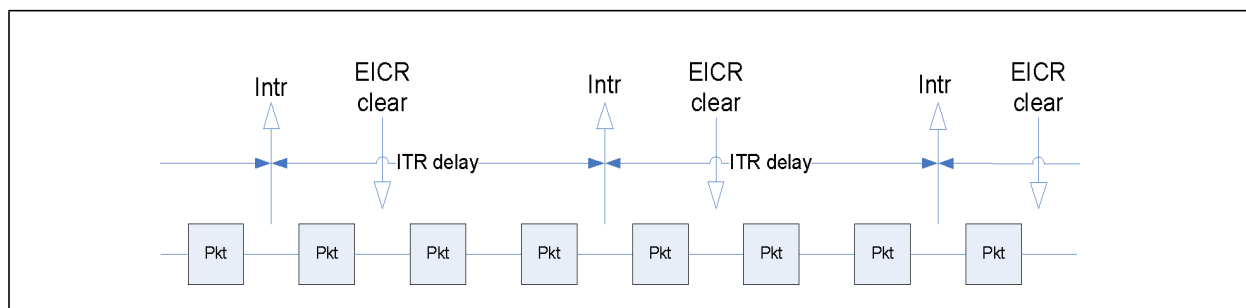 Intr
EICR
clear
Intr
EICR
clear
Intr
EICR
clear
ITR delay
ITR delay
Pkt
Pkt
Pkt
Pkt
Pkt
Pkt
Pkt
Pkt